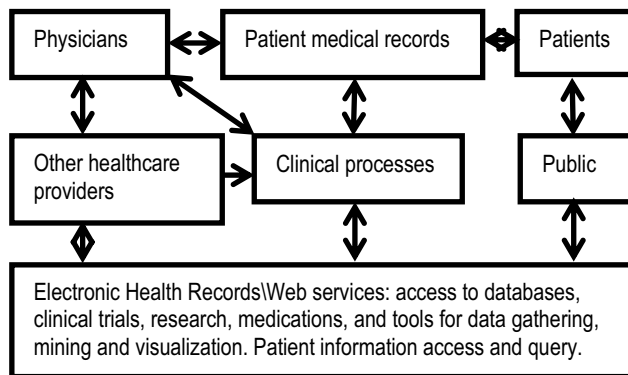 Physicians
Patient medical records
Patients
Other healthcare
providers
Clinical processes
Public
Electronic Health Records\Web services: access to databases,
clinical trials, research, medications, and tools for data gathering,
mining and visualization. Patient information access and query.